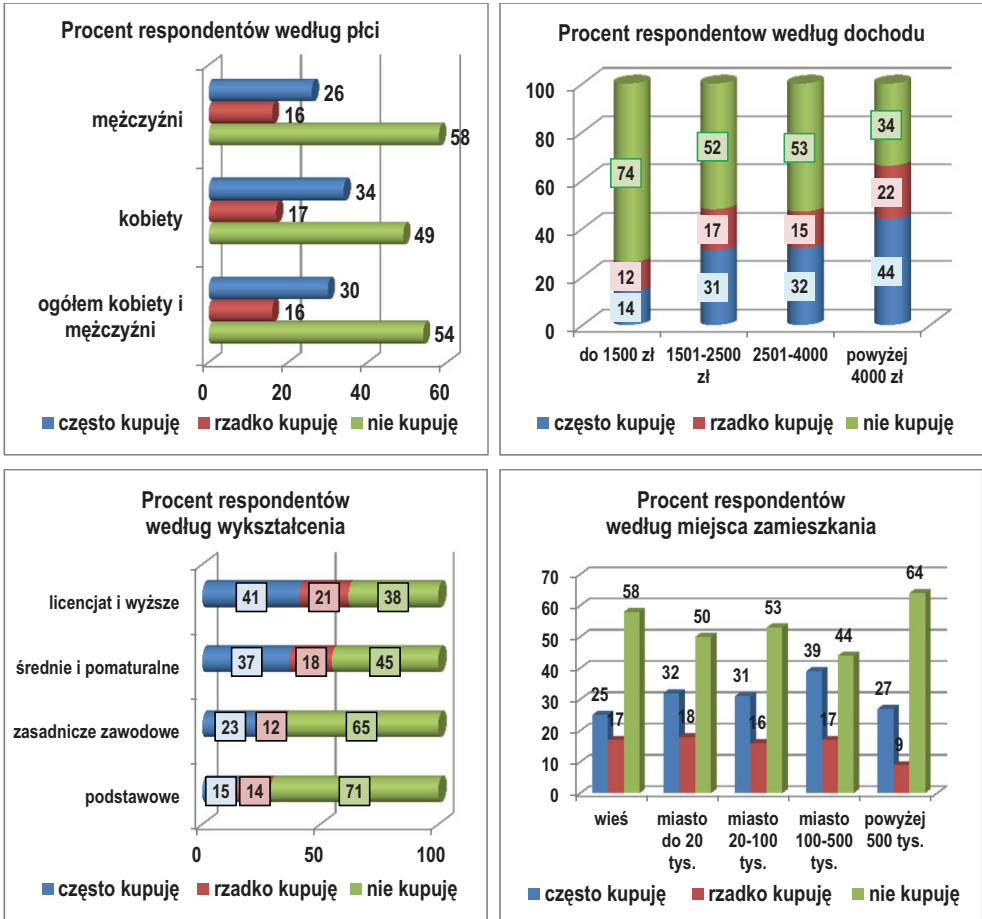 Procent respondentów według płci
mężczyźni
26
16
58
kobiety
34
17
49
ogółem kobiety i
mężczyźni
30
16
54
0 20 40 60
często kupuję rzadko kupuję nie kupuję
Procent respondentow według dochodu
100
80
60
40
20
0
74 52 53 34
12 17 15 22
14 31 32 44
do 1500 zł 1501-2500 2501-4000 powyżej
zł 4000 zł
często kupuję rzadko kupuję nie kupuję
Procent respondentów
według wykształcenia
licencjat i wyższe 41 21 38
średnie i pomaturalne 37 18 45
zasadnicze zawodowe 23 12 65
podstawowe 15 14 71
0 50 100
często kupuję rzadko kupuję nie kupuję
Procent respondentów
według miejsca zamieszkania
70
60
50
40
30
20
10
0
25 17 58
32 18 50
31 16 53
39 17 44
27 9 64
wieś miasto miasto miasto powyżej
do 20 20-100 100-500 500 tys.
tys. tys. tys.
często kupuję rzadko kupuję nie kupuję